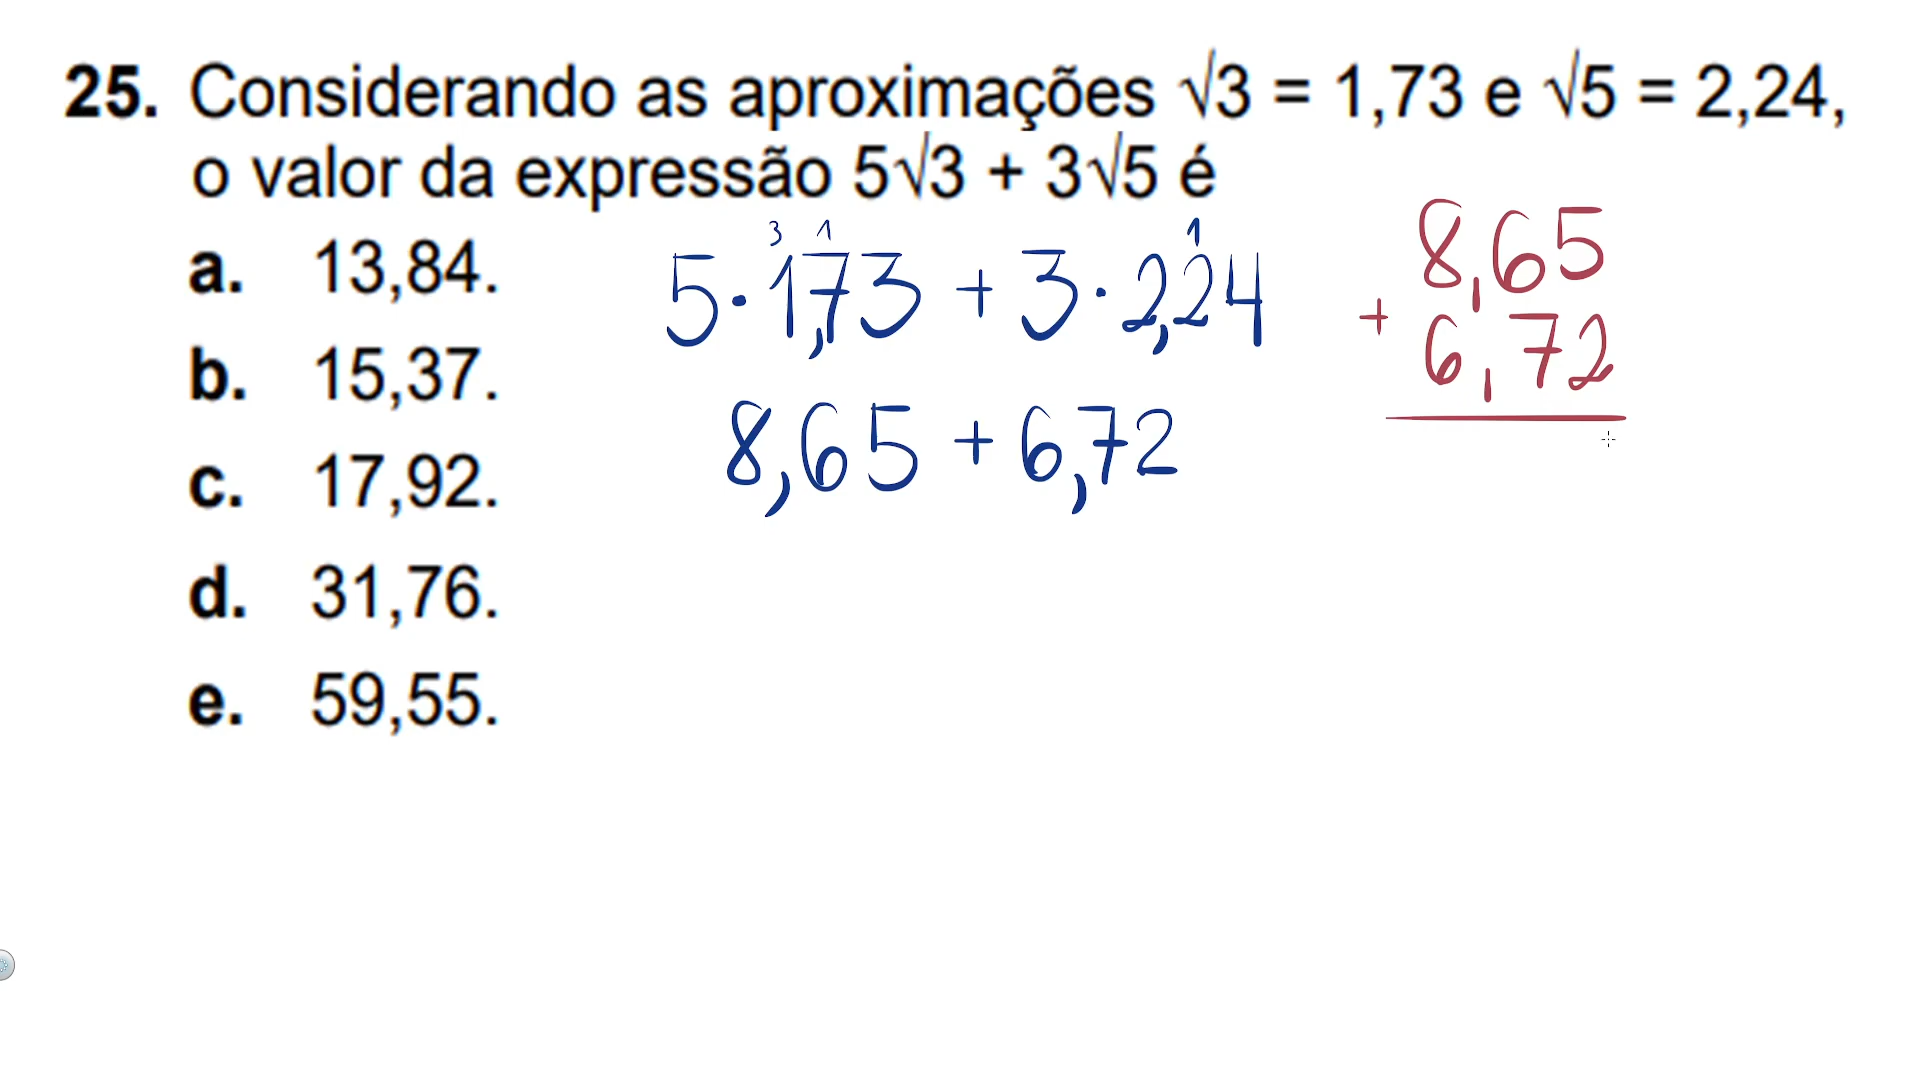 25. Considerando as aproximações √3 = 1,73 e √5 = 2,24,
o valor da expressão 5√3 + 3√5 é
a. 13,84.
b. 15,37.
c. 17,92.
d. 31,76.
e. 59,55.
3 1 1
5 · 1,73 + 3 · 2,24
8,65 + 6,72
8,65
+ 6,72